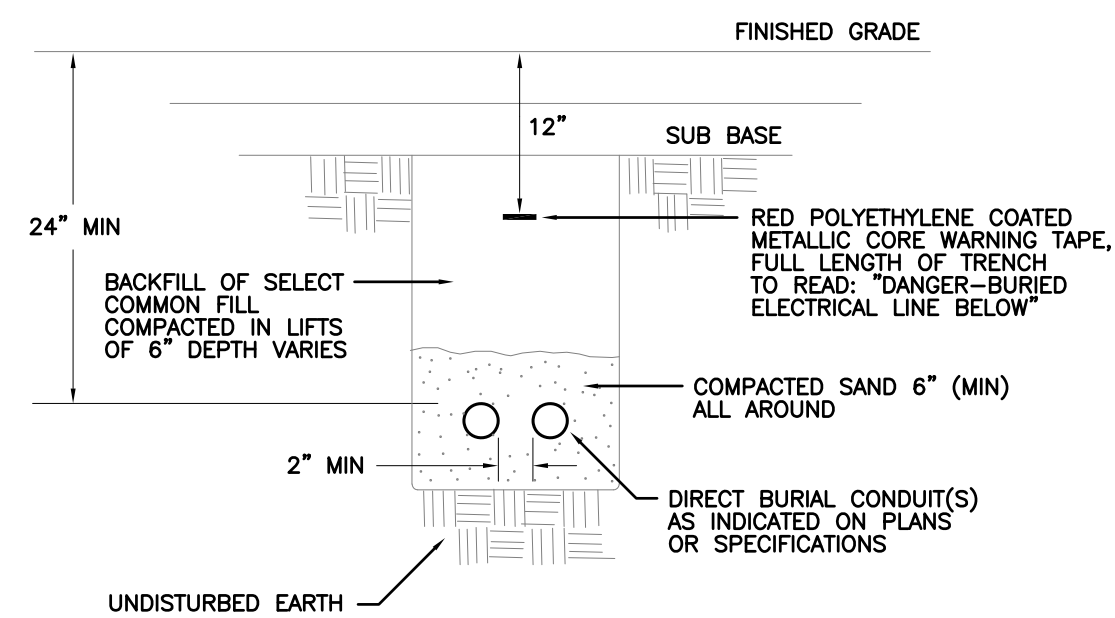 FINISHED GRADE
12”
SUB BASE
24” MIN
RED POLYETHYLENE COATED
METALLIC CORE WARNING TAPE,
FULL LENGTH OF TRENCH
TO READ: ”DANGER–BURIED
ELECTRICAL LINE BELOW”
BACKFILL OF SELECT
COMMON FILL
COMPACTED IN LIFTS
OF 6” DEPTH VARIES
COMPACTED SAND 6” (MIN)
ALL AROUND
2” MIN
DIRECT BURIAL CONDUIT(S)
AS INDICATED ON PLANS
OR SPECIFICATIONS
UNDISTURBED EARTH